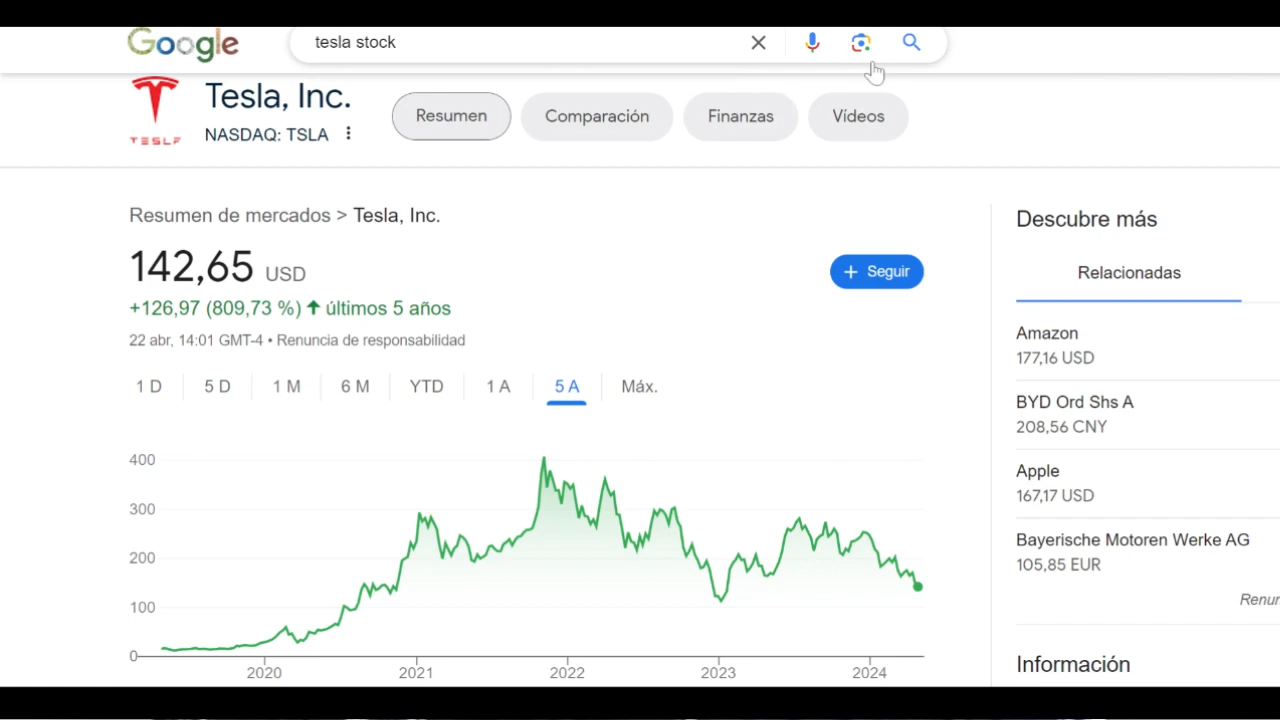 Google
tesla stock
Tesla, Inc.
TESLA
NASDAQ: TSLA
Resumen
Comparación
Finanzas
Vídeos
Resumen de mercados > Tesla, Inc.
142,65 USD
+ Seguir
+126,97 (809,73 %) ↑ últimos 5 años
22 abr, 14:01 GMT-4 • Renuncia de responsabilidad
1 D
5 D
1 M
6 M
YTD
1 A
5 A
Máx.
400
300
200
100
0
2020
2021
2022
2023
2024
Descubre más
Relacionadas
Amazon
177,16 USD
BYD Ord Shs A
208,56 CNY
Apple
167,17 USD
Bayerische Motoren Werke AG
105,85 EUR
Renun
Información